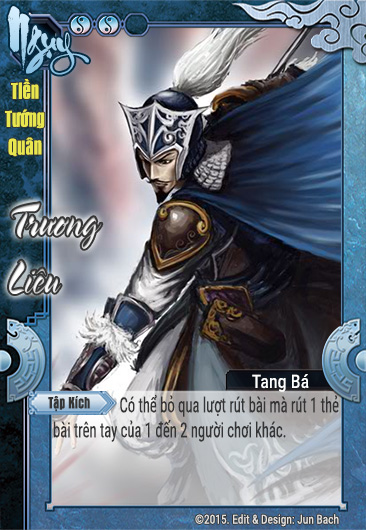 Ngụy
Tiền
Tướng
Quân
Trương
Liêu
Tang Bá
Tập Kích Có thể bỏ qua lượt rút bài mà rút 1 thẻ
bài trên tay của 1 đến 2 người chơi khác.
©2015. Edit & Design: Jun Bach